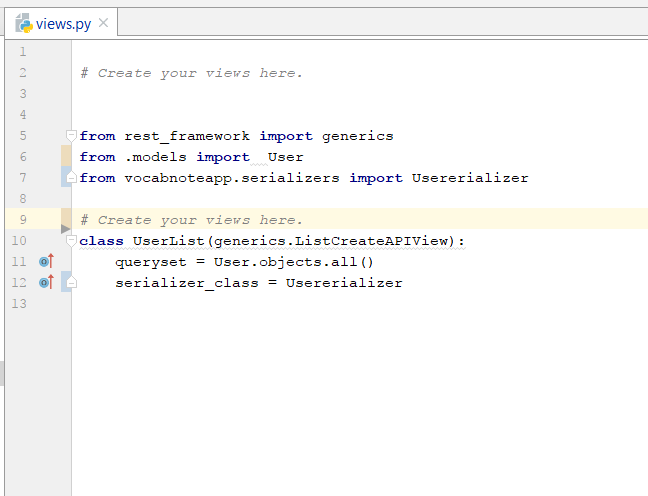 views.py
1
2 # Create your views here.
3
4
5 from rest_framework import generics
6 from .models import  User
7 from vocabnoteapp.serializers import Usererializer
8
9 # Create your views here.
10 class UserList(generics.ListCreateAPIView):
11     queryset = User.objects.all()
12     serializer_class = Usererializer
13